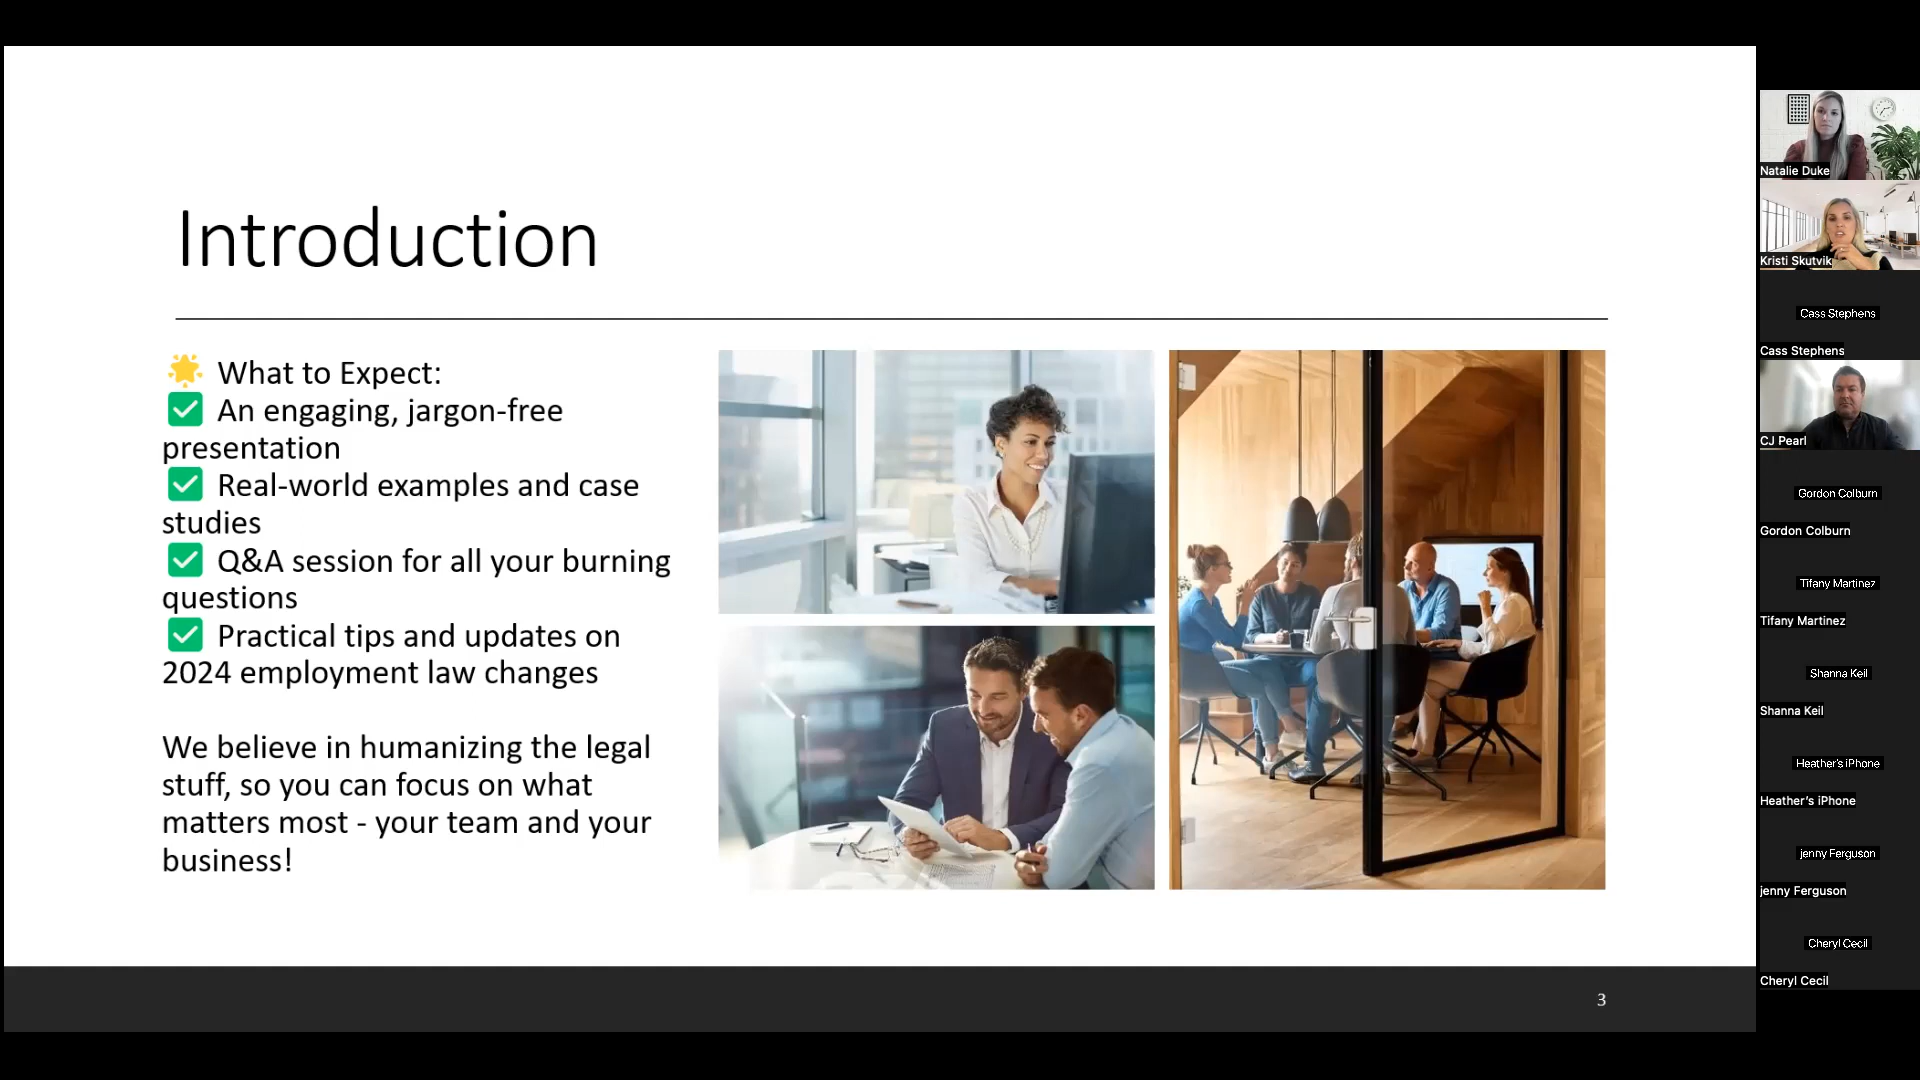 Introduction
🌟 What to Expect:
✅ An engaging, jargon-free
presentation
✅ Real-world examples and case
studies
✅ Q&A session for all your burning
questions
✅ Practical tips and updates on
2024 employment law changes
We believe in humanizing the legal
stuff, so you can focus on what
matters most - your team and your
business!
3
Natalie Duke
Kristi Skutvik
Cass Stephens
Cass Stephens
CJ Pearl
Gordon Colburn
Gordon Colburn
Tifany Martinez
Tifany Martinez
Shanna Keil
Shanna Keil
Heather's iPhone
Heather's iPhone
jenny Ferguson
jenny Ferguson
Cheryl Cecil
Cheryl Cecil